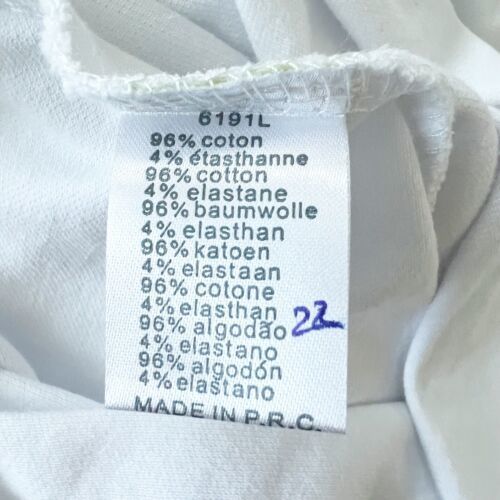 6191L
96% coton
4% étasthanne
96% cotton
4% elastane
96% baumwolle
4% elasthan
96% katoen
4% elastaan
96% cotone
4% elasthan
96% algodão 22
4% elastano
96% algodón
4% elastano
MADE IN P.R.C.